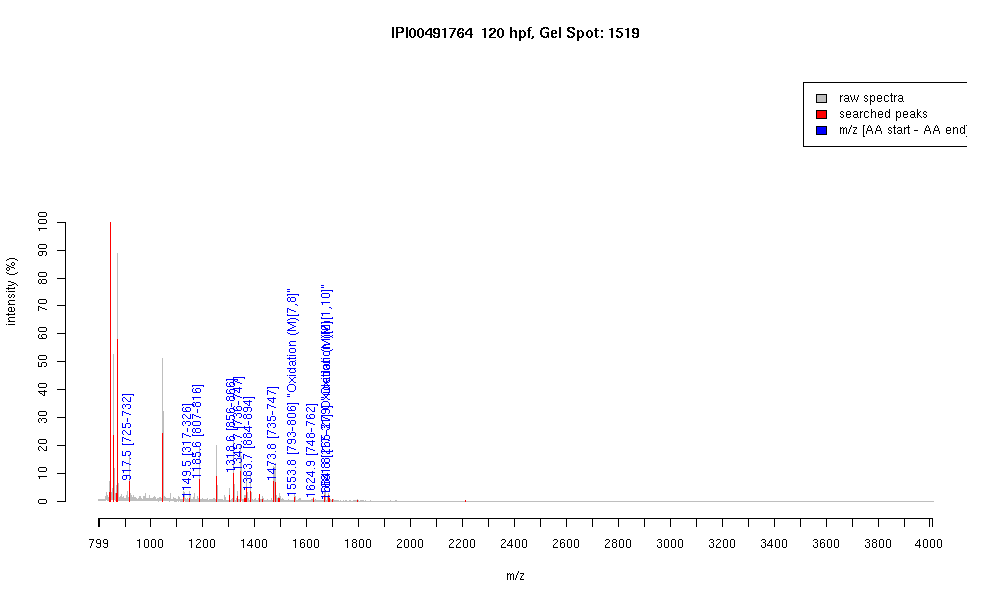 IPI00491764 120 hpf, Gel Spot: 1519
raw spectra
searched peaks
m/z [AA start - AA end]
intensity (%)
100
90
80
70
60
50
40
30
20
10
0
917.5 [725-732]
1149.5 [317-326]
1185.6 [807-816]
1318.6 [856-866]
1345.7 [736-747]
1383.7 [884-894]
1473.8 [735-747]
1553.8 [793-806] "Oxidation (M)[7,8]"
1624.9 [748-762]
799 1000 1200 1400 1600 1800 2000 2200 2400 2600 2800 3000 3200 3400 3600 3800 4000
m/z